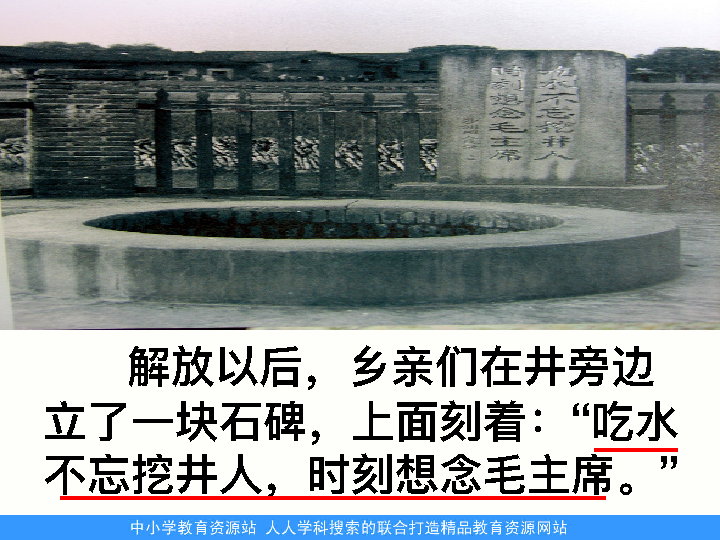 吃水不忘挖井人
时刻想念毛主席
解放以后，乡亲们在井旁边
立了一块石碑，上面刻着：“吃水
不忘挖井人，时刻想念毛主席。”
中小学教育资源站 人人学科搜索的联合打造精品教育资源网站